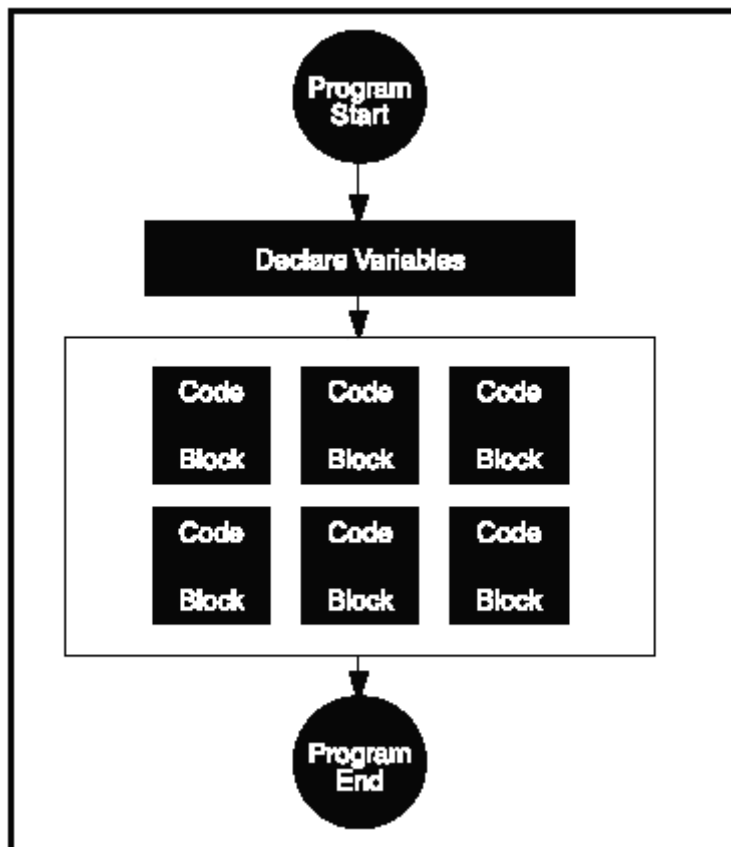 Program
Start
Declare Variables
Code Code Code
Block Block Block
Code Code Code
Block Block Block
Program
End